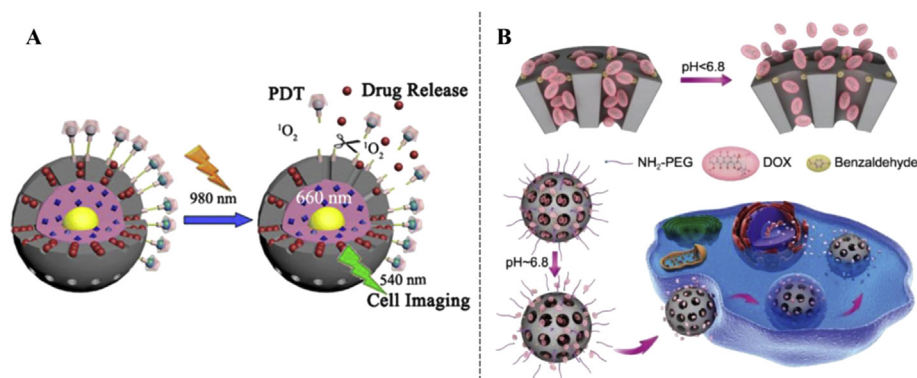 A
PDT
Drug Release
¹O₂
¹O₂
980 nm
660 nm
540 nm
Cell Imaging
B
pH<6.8
NH₂-PEG
DOX
Benzaldehyde
pH~6.8